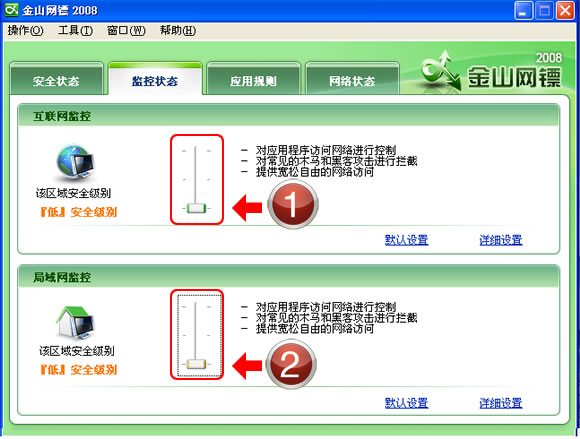 金山网镖 2008
操作(O) 工具(T) 窗口(W) 帮助(H)
2008
金山网镖
安全状态 监控状态 应用规则 网络状态
互联网监控
- 对应用程序访问网络进行控制
- 对常见的木马和黑客攻击进行拦截
- 提供宽松自由的网络访问
该区域安全级别
『低』安全级别
1
默认设置 详细设置
局域网监控
- 对应用程序访问网络进行控制
- 对常见的木马和黑客攻击进行拦截
- 提供宽松自由的网络访问
该区域安全级别
『低』安全级别
2
默认设置 详细设置